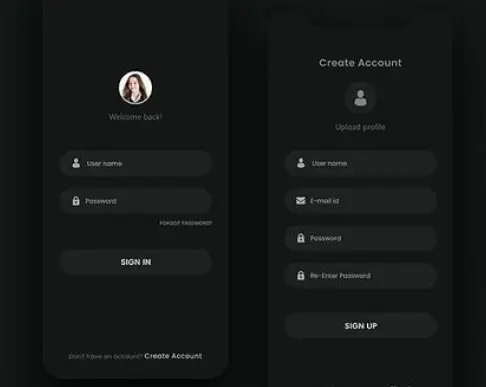 Welcome back!
User name
Password
FORGOT PASSWORD?
SIGN IN
Don't have an account? Create Account
Create Account
Upload profile
User name
E-mail id
Password
Re-Enter Password
SIGN UP